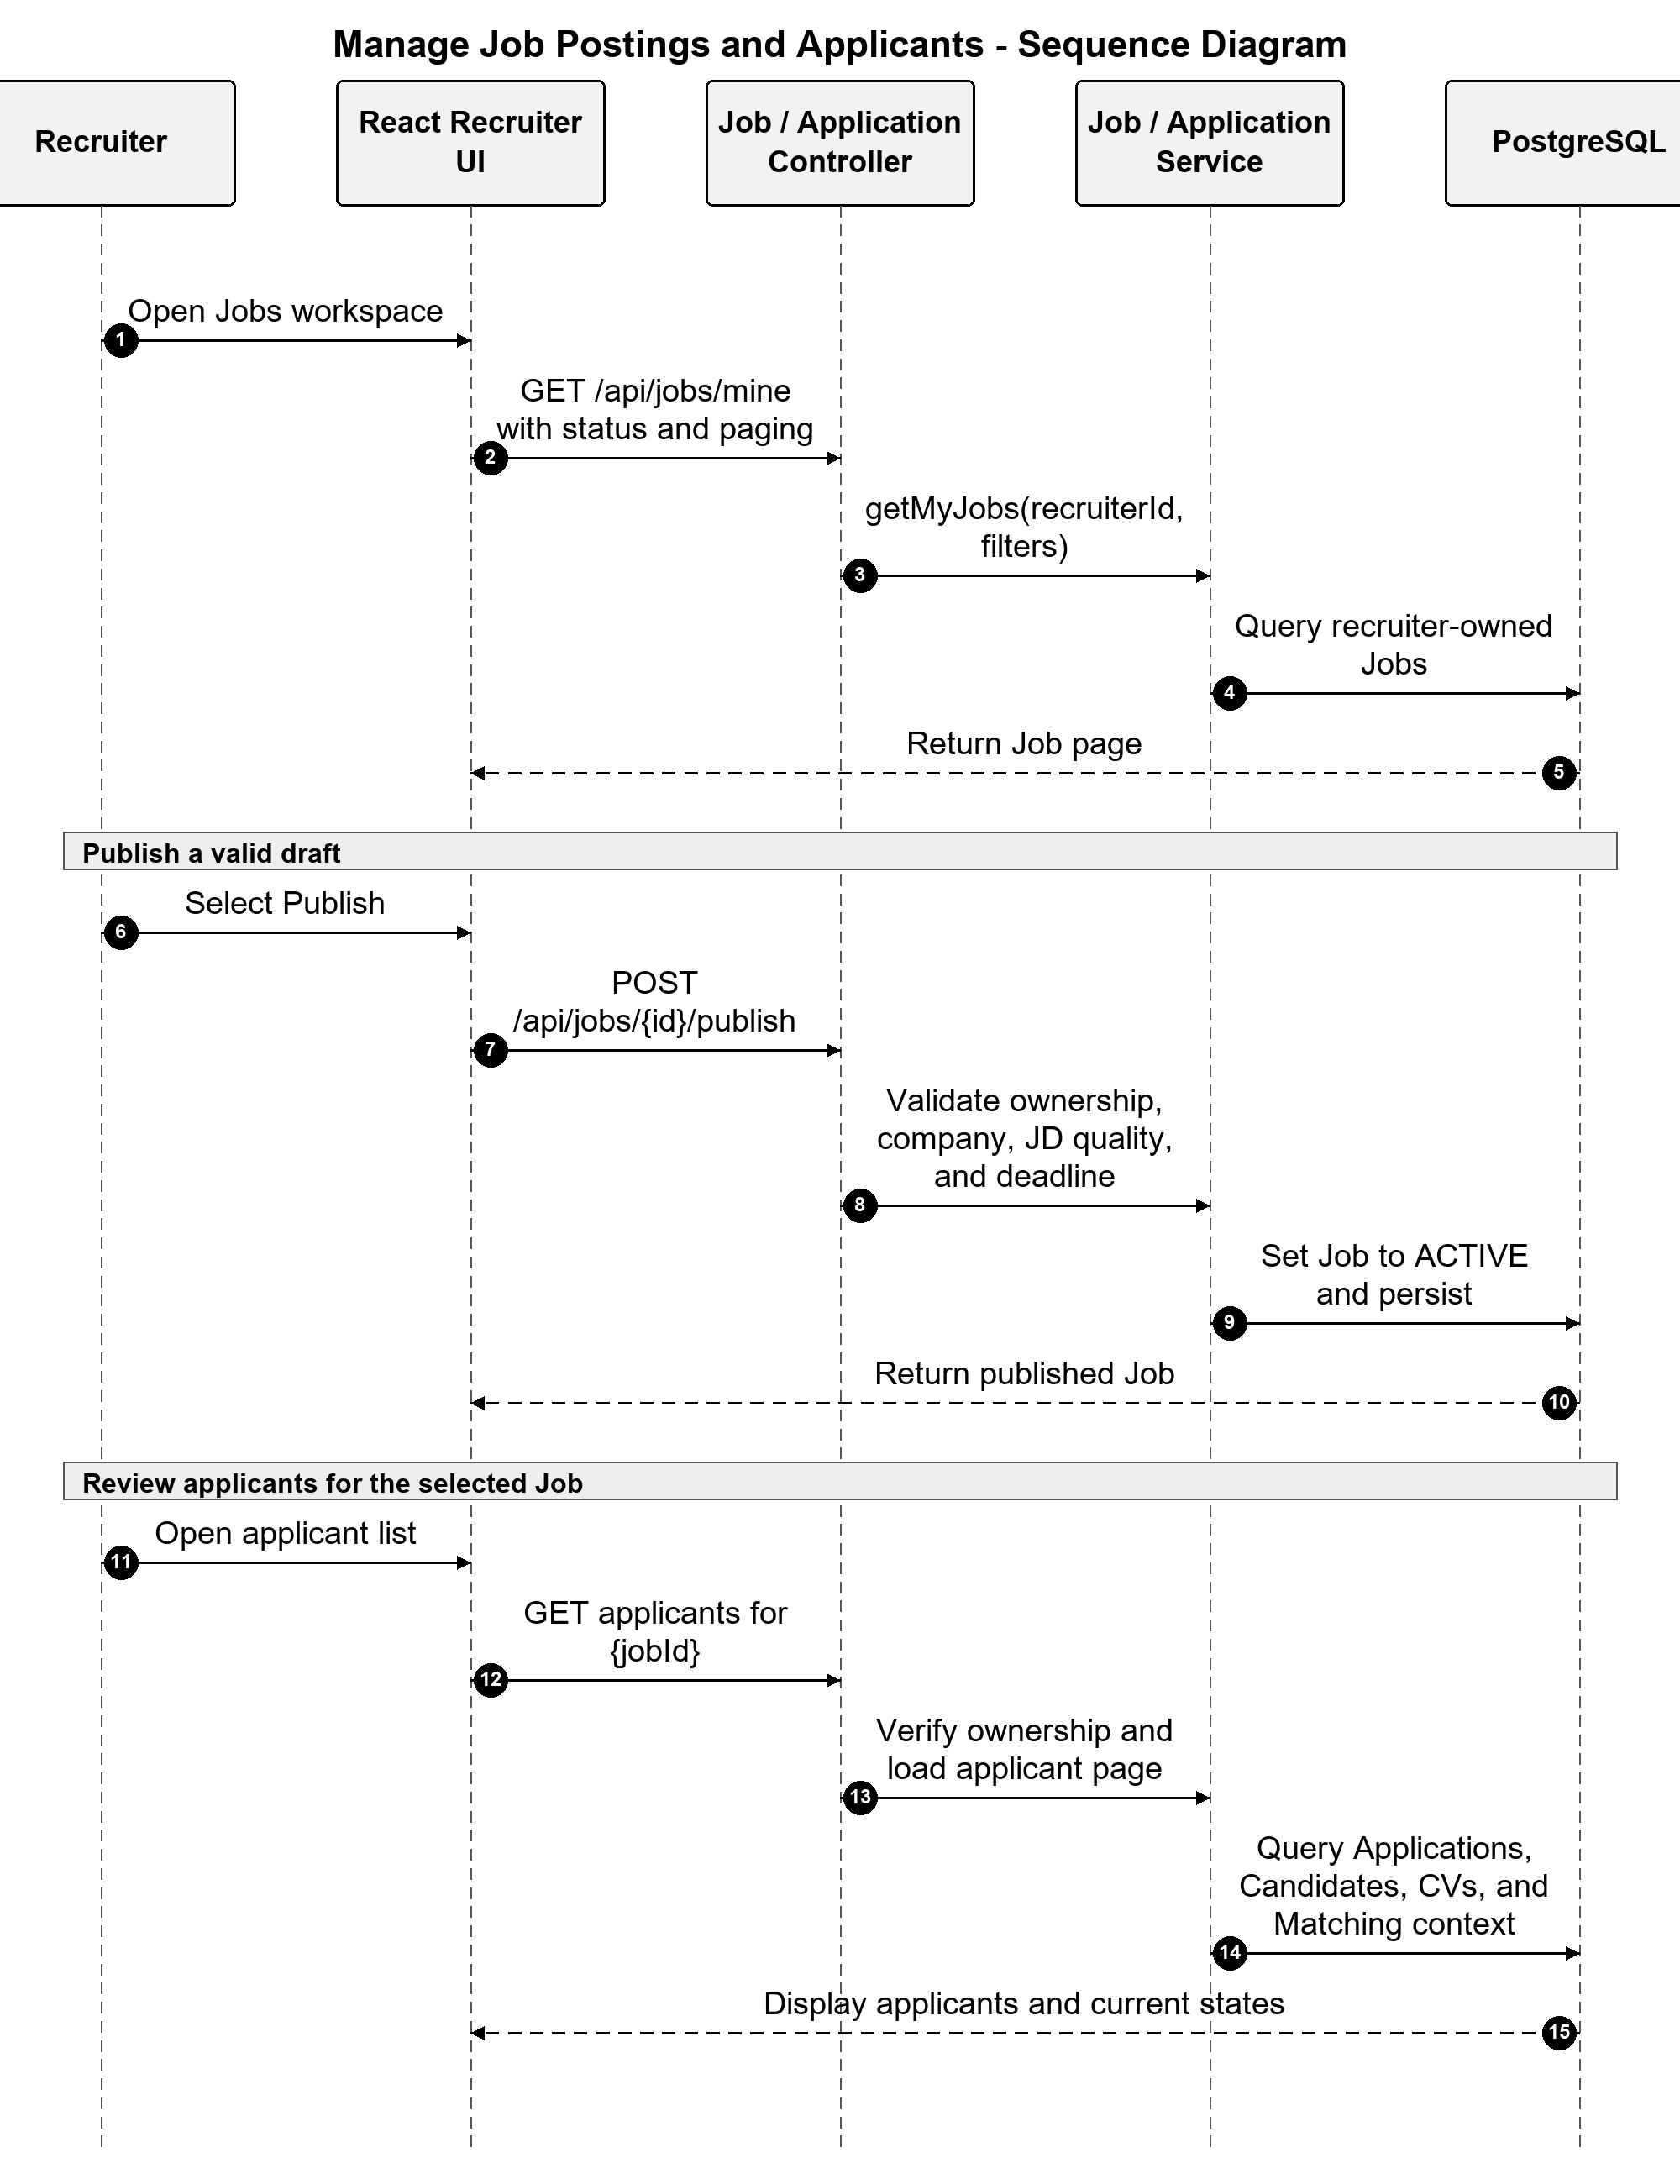 Manage Job Postings and Applicants - Sequence Diagram
Recruiter
React Recruiter
UI
Job / Application
Controller
Job / Application
Service
PostgreSQL
Open Jobs workspace
1
GET /api/jobs/mine
with status and paging
2
getMyJobs(recruiterId,
filters)
3
Query recruiter-owned
Jobs
4
Return Job page
5
Publish a valid draft
Select Publish
6
POST
/api/jobs/{id}/publish
7
Validate ownership,
company, JD quality,
and deadline
8
Set Job to ACTIVE
and persist
9
Return published Job
10
Review applicants for the selected Job
Open applicant list
11
GET applicants for
{jobId}
12
Verify ownership and
load applicant page
13
Query Applications,
Candidates, CVs, and
Matching context
14
Display applicants and current states
15